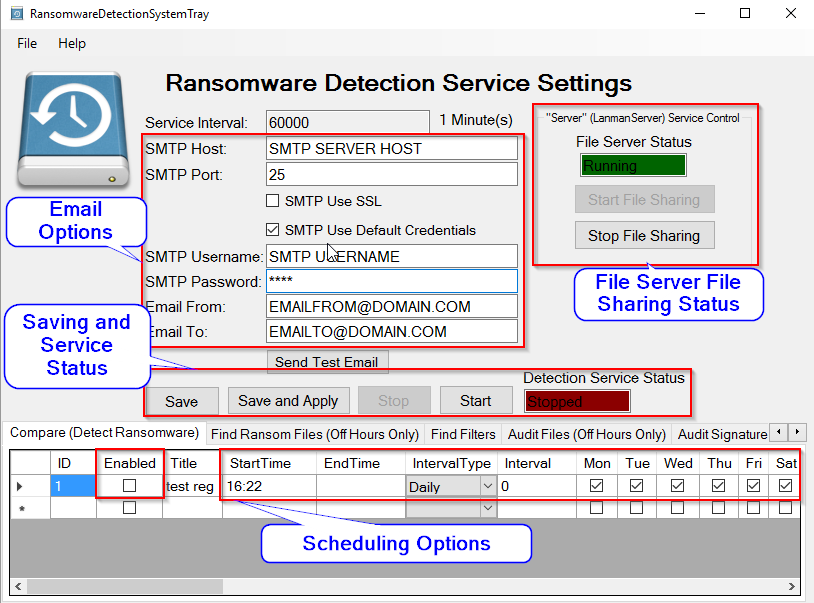 RansomwareDetectionSystemTray
File Help
Ransomware Detection Service Settings
Service Interval: 60000 1 Minute(s)
SMTP Host: SMTP SERVER HOST
SMTP Port: 25
SMTP Use SSL
SMTP Use Default Credentials
SMTP Username: SMTP USERNAME
SMTP Password: ****
Email From: EMAILFROM@DOMAIN.COM
Email To: EMAILTO@DOMAIN.COM
Send Test Email
"Server" (LanmanServer) Service Control
File Server Status
Running
Start File Sharing
Stop File Sharing
Email
Options
File Server File
Sharing Status
Saving and
Service
Status
Detection Service Status
Save Save and Apply Stop Start Stopped
Compare (Detect Ransomware) Find Ransom Files (Off Hours Only) Find Filters Audit Files (Off Hours Only) Audit Signature
ID Enabled Title StartTime EndTime IntervalType Interval Mon Tue Wed Thu Fri Sat
1 test reg 16:22 Daily 0
*
Scheduling Options